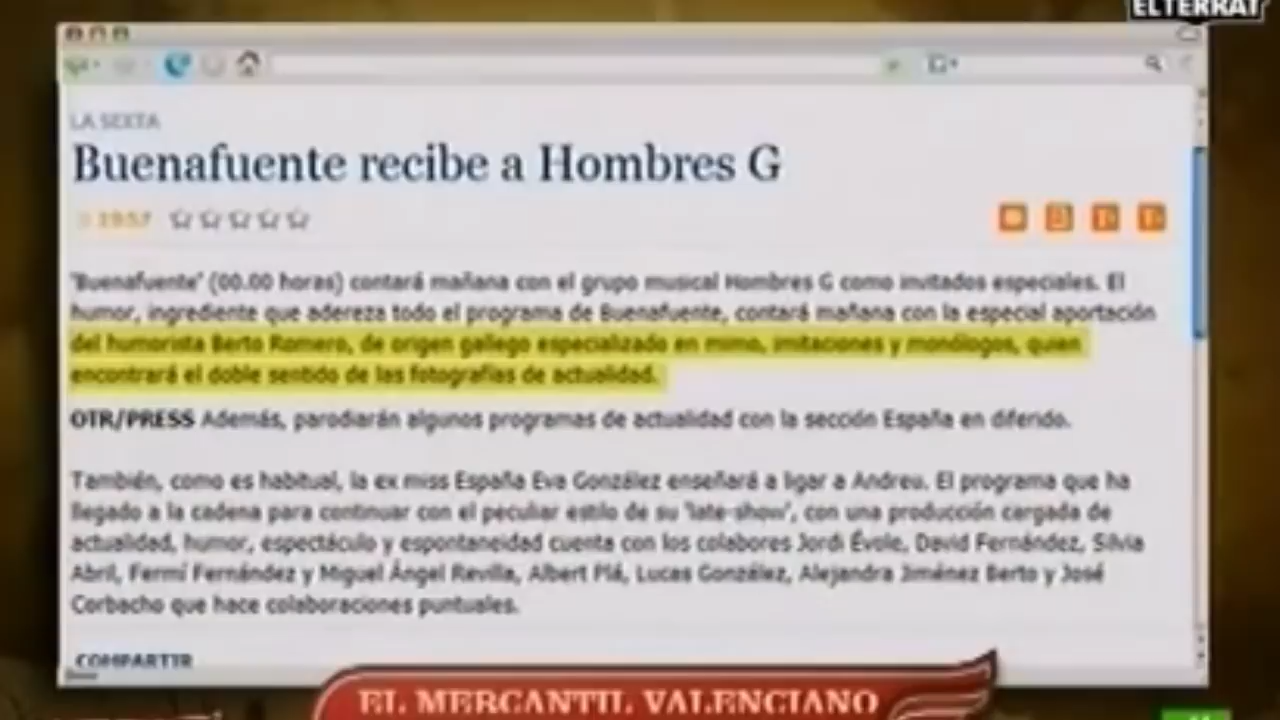 ELTERRAT
LA SEXTA
Buenafuente recibe a Hombres G
19:57
'Buenafuente' (00.00 horas) contará mañana con el grupo musical Hombres G como invitados especiales. El
humor, ingrediente que adereza todo el programa de Buenafuente, contará mañana con la especial aportación
del humorista Berto Romero, de origen gallego especializado en mimo, imitaciones y monólogos, quien
encontrará el doble sentido de las fotografías de actualidad.
OTR/PRESS Además, parodiarán algunos programas de actualidad con la sección España en diferido.
También, como es habitual, la ex miss España Eva González enseñará a ligar a Andreu. El programa que ha
llegado a la cadena para continuar con el peculiar estilo de su 'late-show', con una producción cargada de
actualidad, humor, espectáculo y espontaneidad cuenta con los colabores Jordi Évole, David Fernández, Silvia
Abril, Fermí Fernández y Miguel Ángel Revilla, Albert Plá, Lucas González, Alejandra Jiménez Berto y José
Corbacho que hace colaboraciones puntuales.
COMPARTIR
EL MERCANTIL VALENCIANO